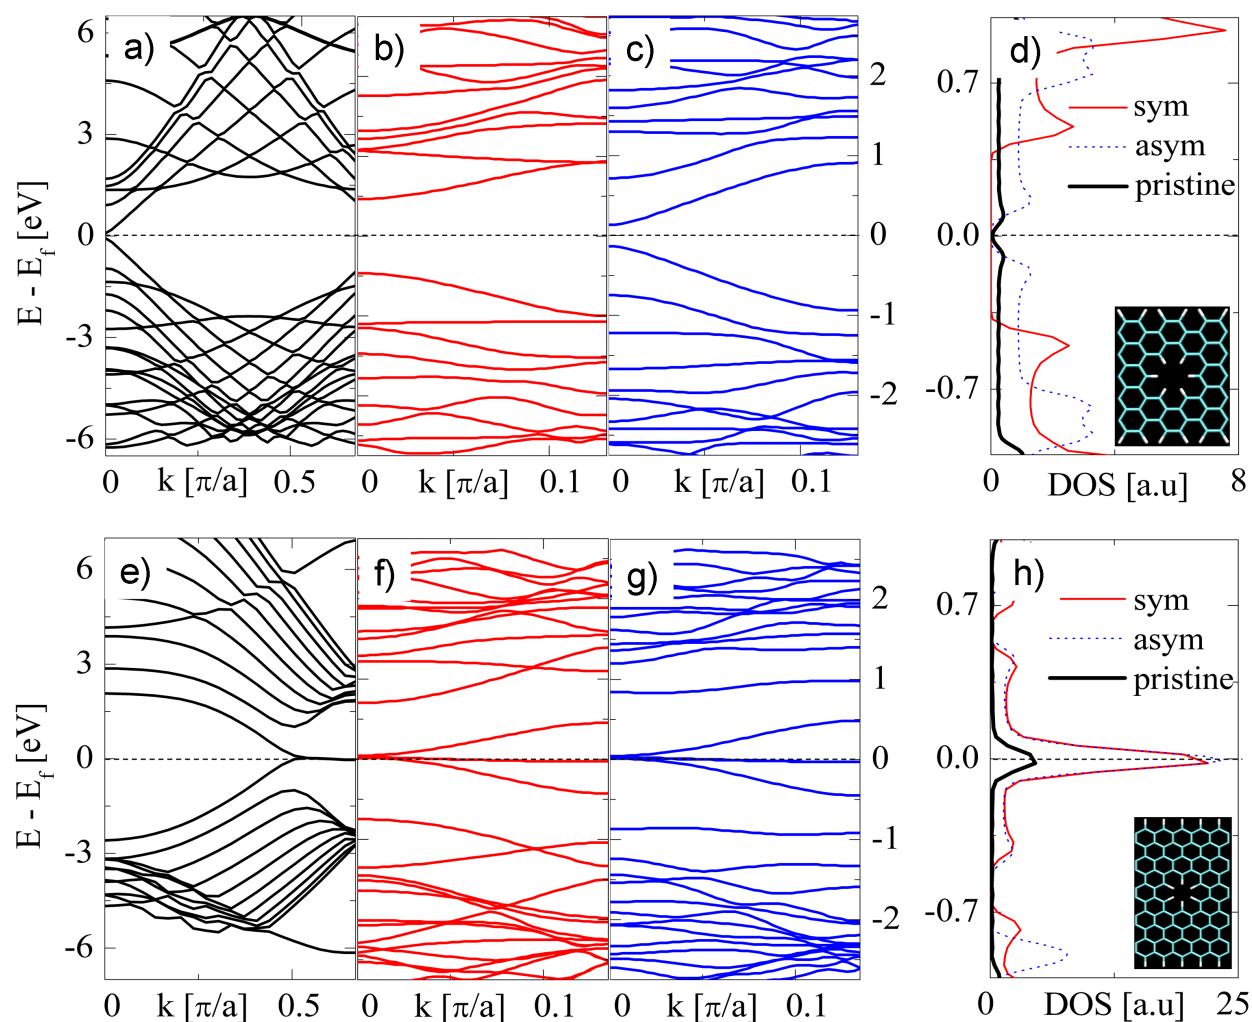 a)
b)
c)
d)
6
3
0
-3
-6
E - E_f [eV]
2
1
0
-1
-2
0.7
0.0
-0.7
sym
asym
pristine
0 k [π/a] 0.5
0 k [π/a] 0.1
0 k [π/a] 0.1
0 DOS [a.u] 8
e)
f)
g)
h)
6
3
0
-3
-6
E - E_f [eV]
2
1
0
-1
-2
0.7
0.0
-0.7
sym
asym
pristine
0 k [π/a] 0.5
0 k [π/a] 0.1
0 k [π/a] 0.1
0 DOS [a.u] 25